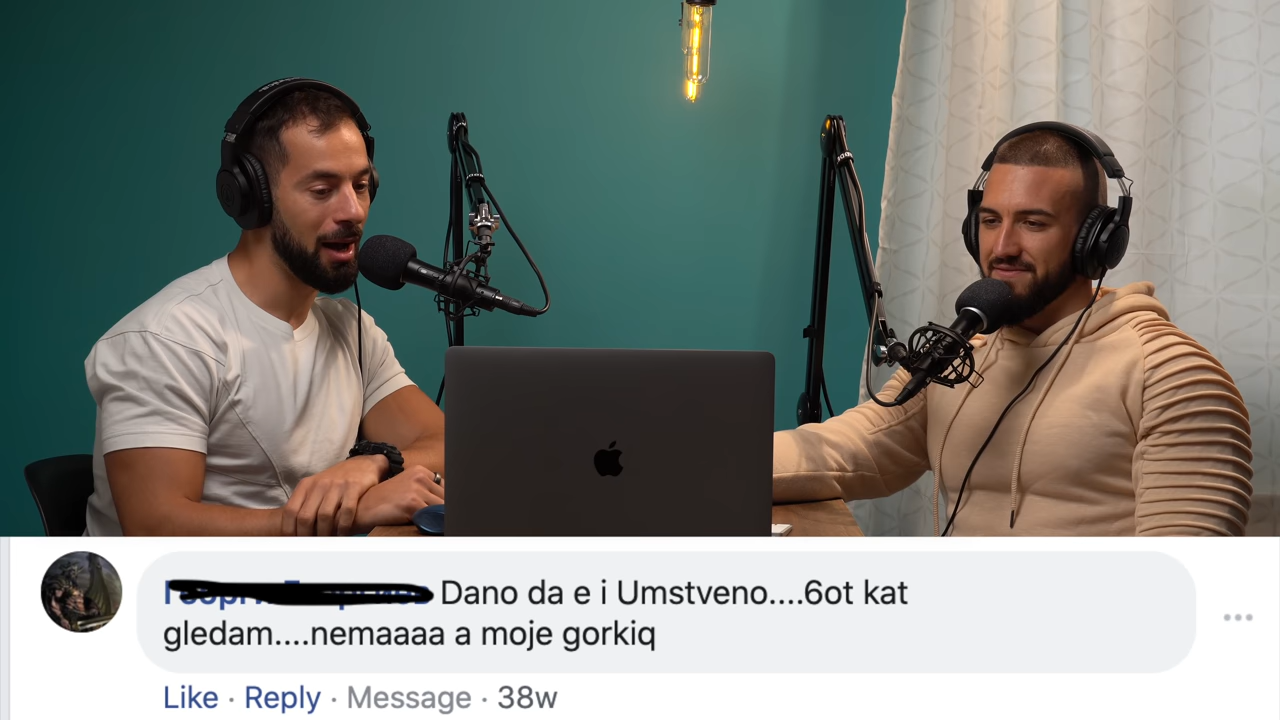 Dano da e i Umstveno....6ot kat
gledam....nemaaaa a moje gorkiq
Like · Reply · Message · 38w